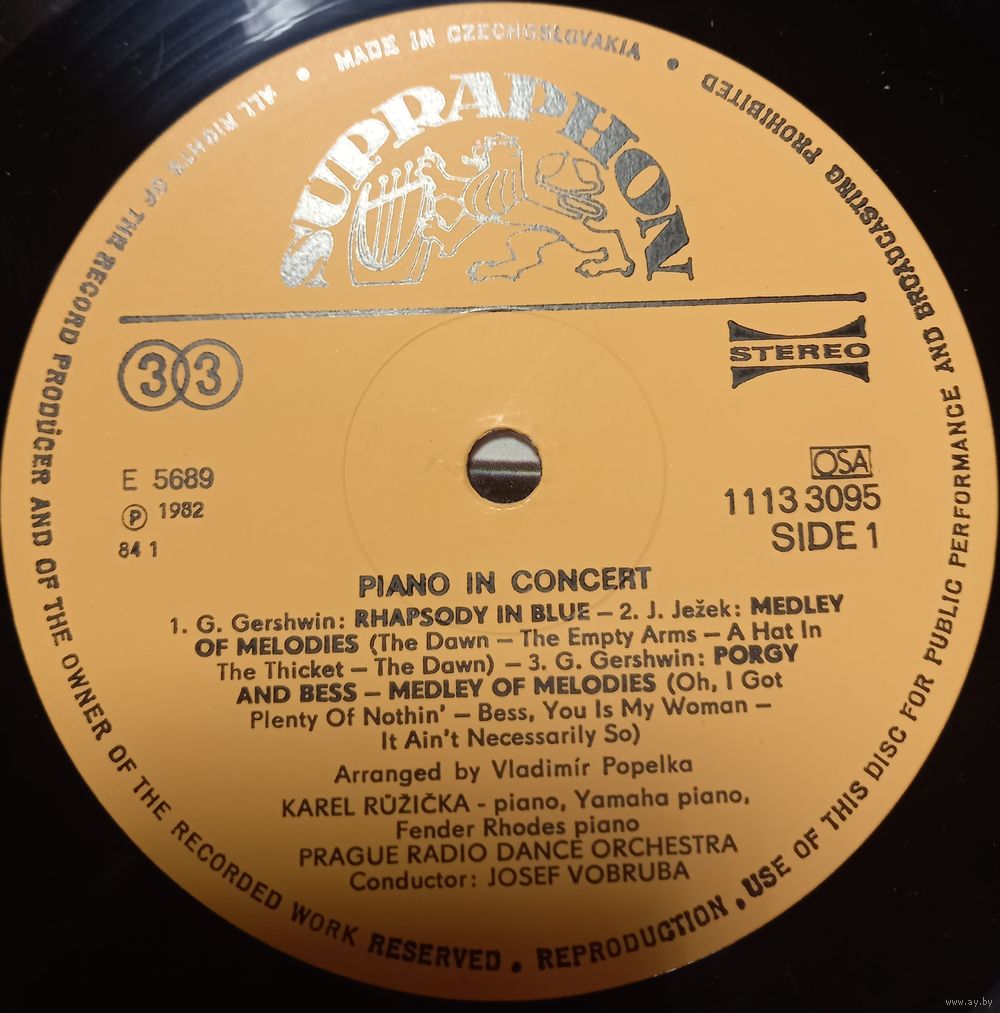 MADE IN CZECHOSLOVAKIA
ALL RIGHTS OF THE RECORD PRODUCER AND OF THE OWNER OF THE RECORDED WORK RESERVED . REPRODUCTION , USE OF THIS DISC FOR PUBLIC PERFORMANCE AND BROADCASTING PROHIBITED
SUPRAPHON
33
STEREO
E 5689
Ⓟ 1982
84 1
OSA
1113 3095
SIDE 1
PIANO IN CONCERT
1. G. Gershwin: RHAPSODY IN BLUE – 2. J. Ježek: MEDLEY
OF MELODIES (The Dawn – The Empty Arms – A Hat In
The Thicket – The Dawn) – 3. G. Gershwin: PORGY
AND BESS – MEDLEY OF MELODIES (Oh, I Got
Plenty Of Nothin' – Bess, You Is My Woman –
It Ain't Necessarily So)
Arranged by Vladimír Popelka
KAREL RŮŽIČKA - piano, Yamaha piano,
Fender Rhodes piano
PRAGUE RADIO DANCE ORCHESTRA
Conductor: JOSEF VOBRUBA
www.ay.by